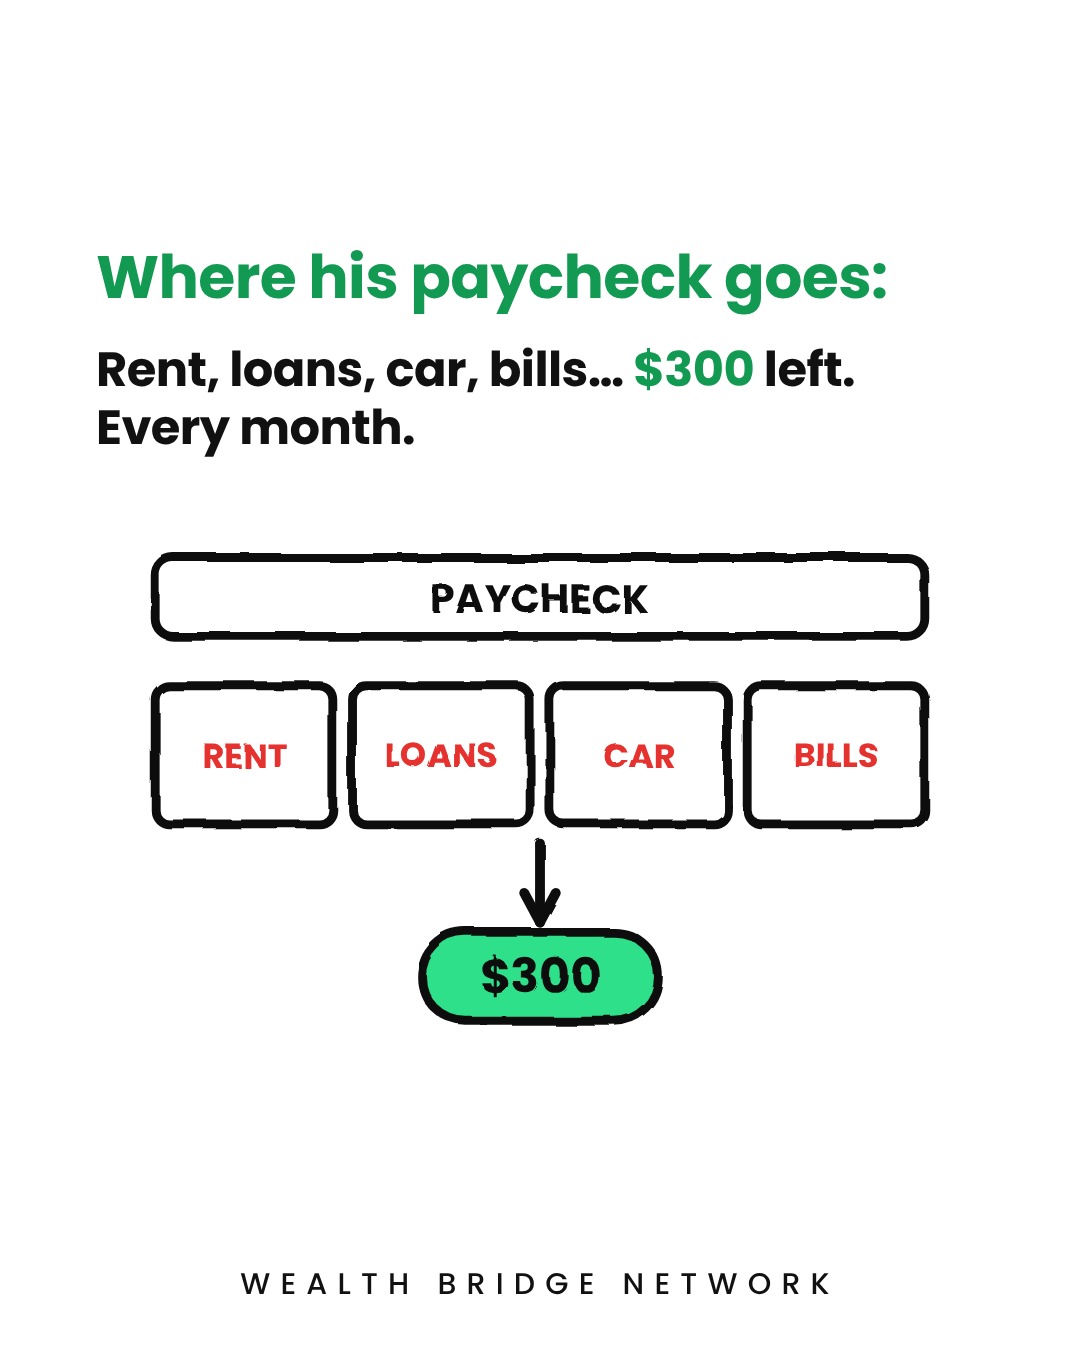 Where his paycheck goes:
Rent, loans, car, bills... $300 left.
Every month.
PAYCHECK
RENT
LOANS
CAR
BILLS
$300
WEALTH BRIDGE NETWORK